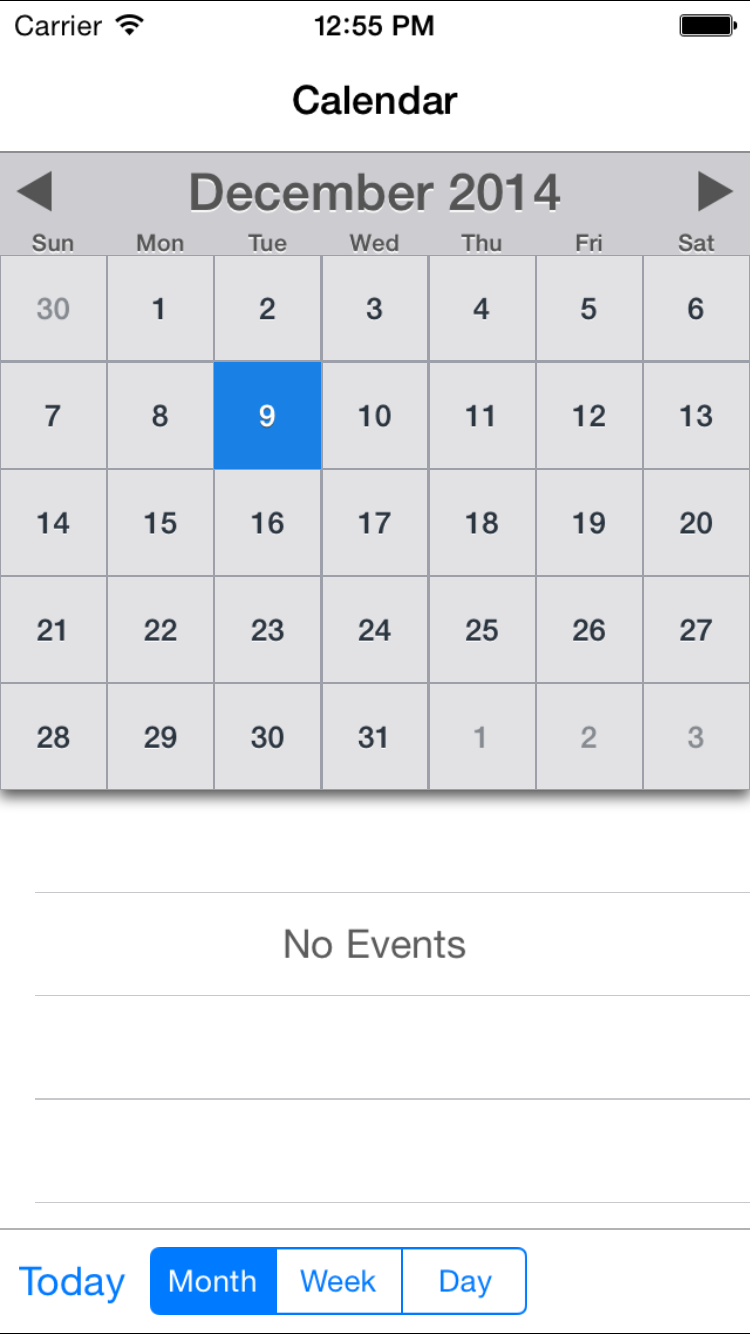 Carrier 12:55 PM
Calendar
December 2014
Sun Mon Tue Wed Thu Fri Sat
30 1 2 3 4 5 6
7 8 9 10 11 12 13
14 15 16 17 18 19 20
21 22 23 24 25 26 27
28 29 30 31 1 2 3
No Events
Today Month Week Day